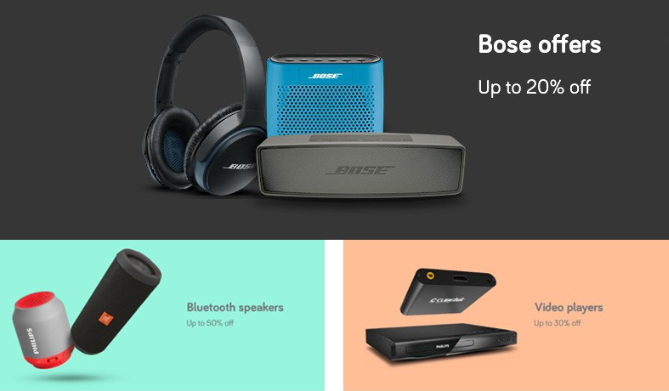 Bose offers
Up to 20% off
BOSE
BOSE
BOSE
Bluetooth speakers
Up to 50% off
PHILIPS
Video players
Up to 30% off
PHILIPS